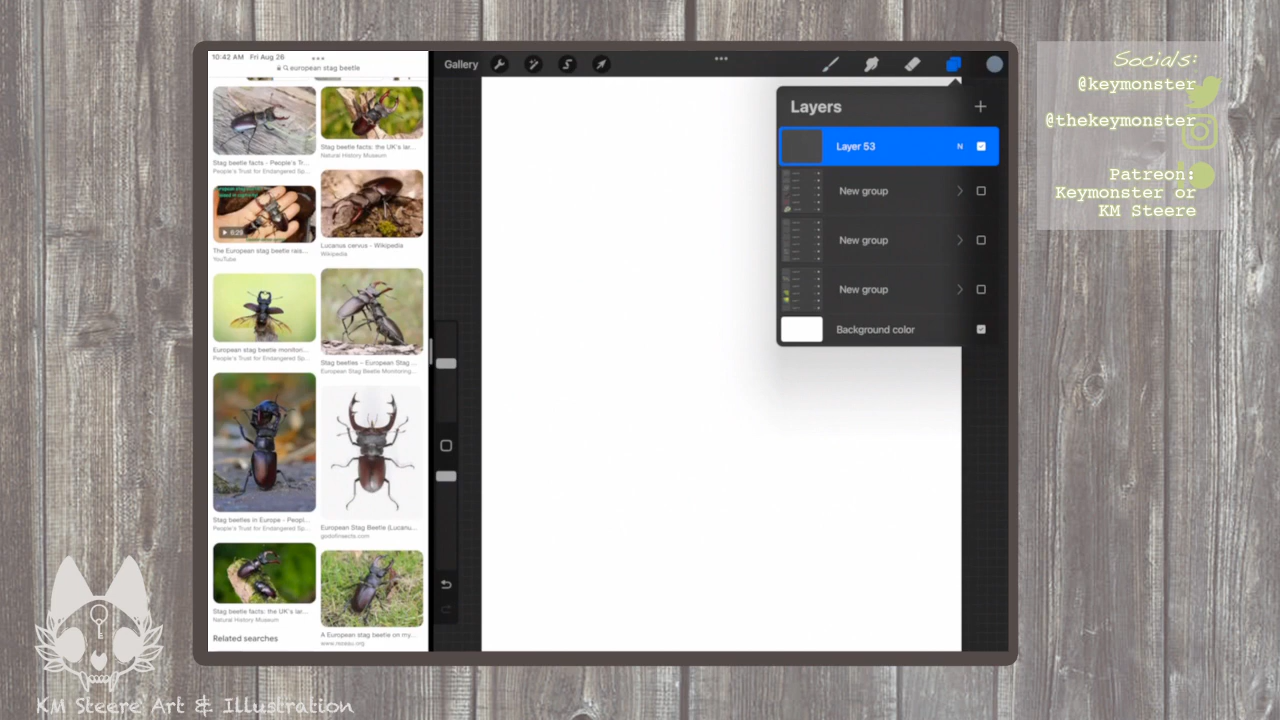 10:42 AM Fri Aug 26
european stag beetle
Stag beetle facts - People's Tr...
People's Trust for Endangered Sp...
Stag beetle facts: the UK's lar...
Natural History Museum
6:29
The European stag beetle raie...
YouTube
Lucanus cervus - Wikipedia
Wikipedia
European stag beetle monitori...
People's Trust for Endangered Sp...
Stag beetles – European Stag ...
European Stag Beetle Monitoring...
Stag beetles in Europe - Peopl...
People's Trust for Endangered Sp...
European Stag Beetle (Lucanu...
godofinsects.com
Stag beetle facts: the UK's lar...
Natural History Museum
A European stag beetle on my...
Related searches
Gallery
Layers
Layer 53
N
New group
New group
New group
Background color
Socials:
@keymonster
@thekeymonster
Patreon:
Keymonster or
KM Steere
KM Steere Art & Illustration